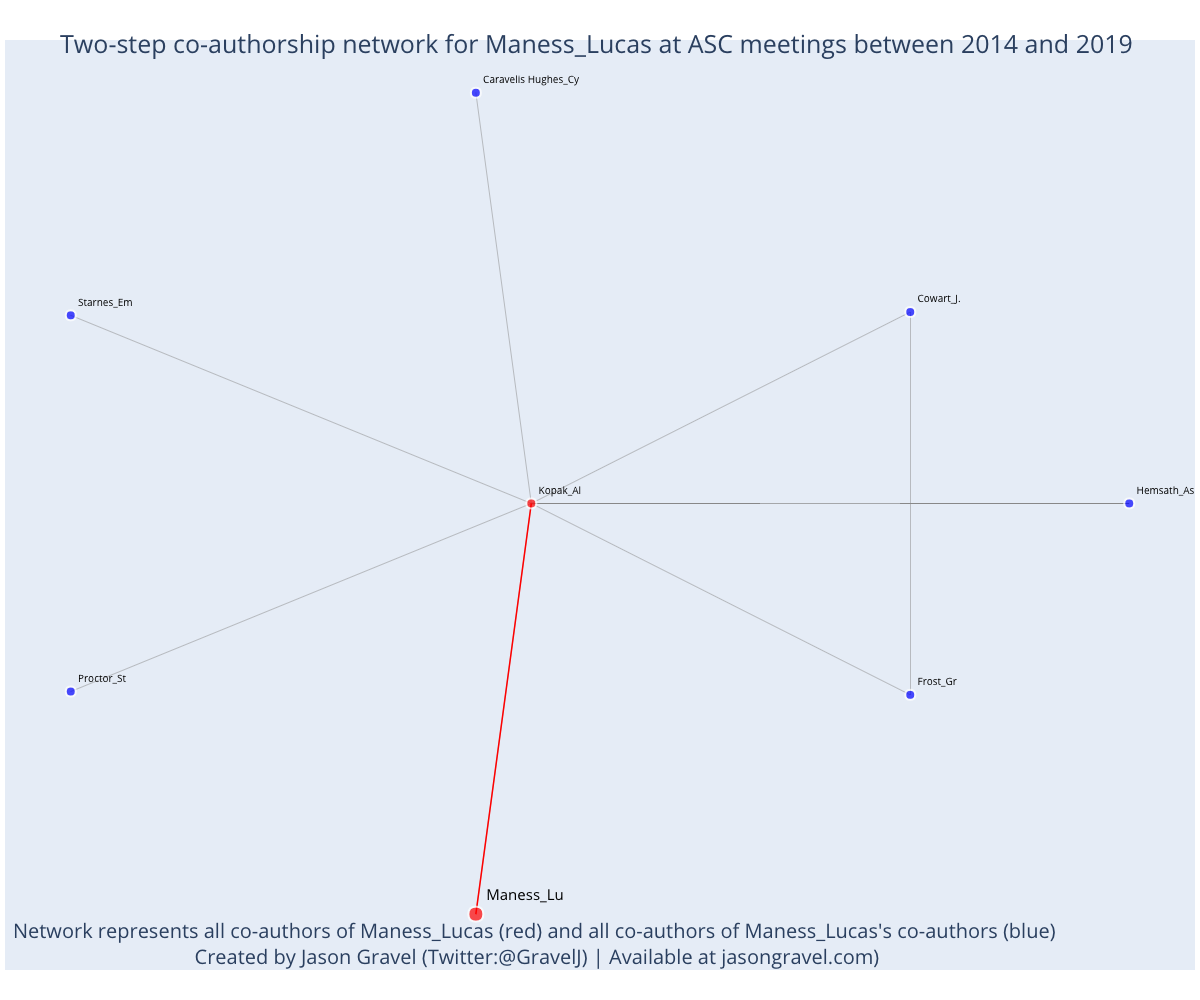 Two-step co-authorship network for Maness_Lucas at ASC meetings between 2014 and 2019
Caravelis Hughes_Cy
Starnes_Em
Cowart_J.
Kopak_Al
Hemsath_As
Proctor_St
Frost_Gr
Maness_Lu
Network represents all co-authors of Maness_Lucas (red) and all co-authors of Maness_Lucas's co-authors (blue)
Created by Jason Gravel (Twitter:@GravelJ) | Available at jasongravel.com)